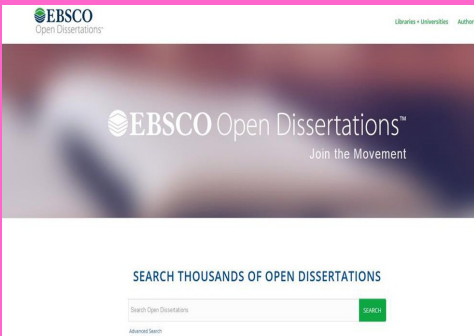 EBSCO
Open Dissertations™
Libraries + Universities Author
EBSCO Open Dissertations™
Join the Movement
SEARCH THOUSANDS OF OPEN DISSERTATIONS
Search Open Dissertations
SEARCH
Advanced Search